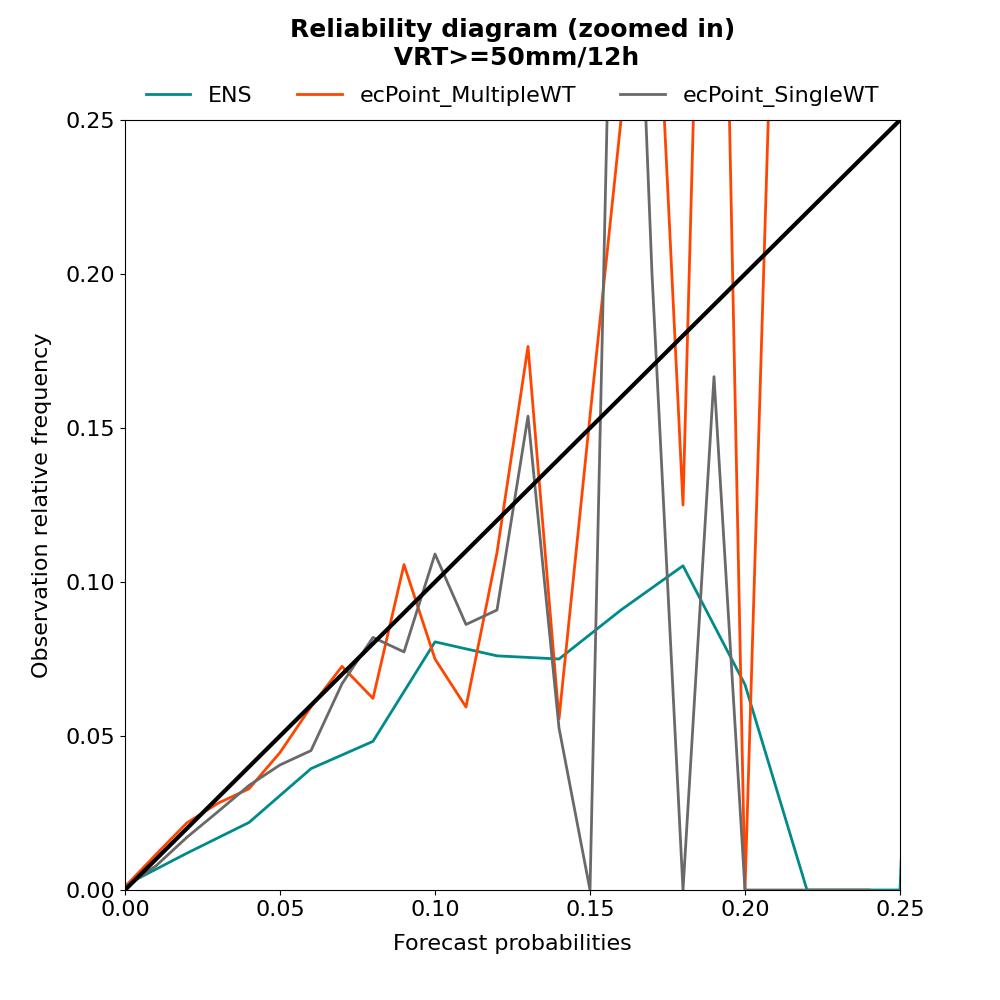 Reliability diagram (zoomed in)
VRT>=50mm/12h
ENS ecPoint_MultipleWT ecPoint_SingleWT
0.25
0.20
0.15
0.10
0.05
0.00
Observation relative frequency
0.00 0.05 0.10 0.15 0.20 0.25
Forecast probabilities